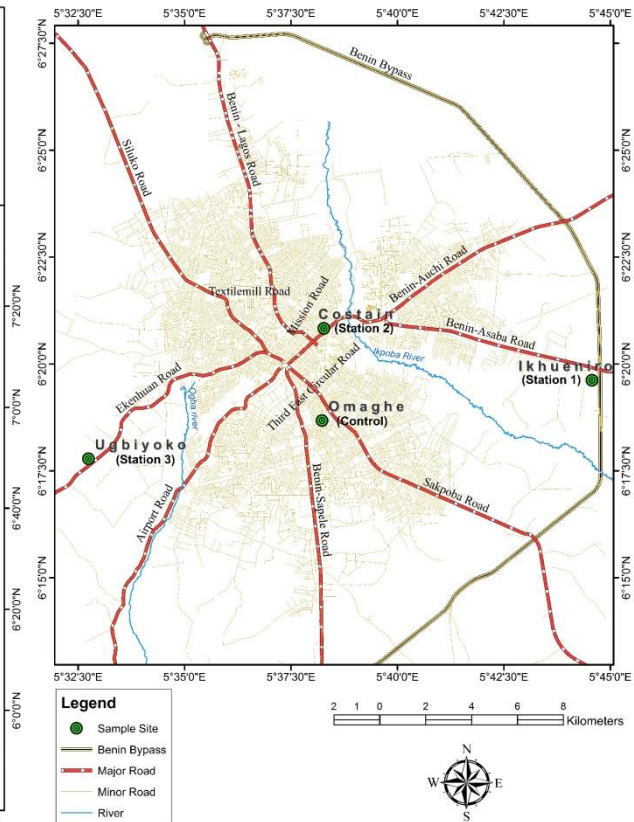 5°32'30"E 5°35'0"E 5°37'30"E 5°40'0"E 5°42'30"E 5°45'0"E
6°27'30"N
6°27'30"N
Benin Bypass
Benin - Lagos Road
Siluko Road
6°25'0"N
6°25'0"N
6°22'30"N
6°22'30"N
Benin-Auchi Road
Textilemill Road
Mission Road
7°20'0"N
Costain
(Station 2)
Benin-Asaba Road
Ikpoba River
6°20'0"N
6°20'0"N
Ikhueniro
(Station 1)
Ekenhuan Road
Ogba river
Third East Circular Road
7°0'0"N
Omaghe
(Control)
Ugbiyoko
(Station 3)
6°17'30"N
6°17'30"N
Airport Road
Benin-Sapele Road
Sakpoba Road
6°40'0"N
6°15'0"N
6°15'0"N
6°20'0"N
5°32'30"E 5°35'0"E 5°37'30"E 5°40'0"E 5°42'30"E 5°45'0"E
6°0'0"N
Legend
Sample Site
Benin Bypass
Major Road
Minor Road
River
2 1 0 2 4 6 8
Kilometers
N
W E
S